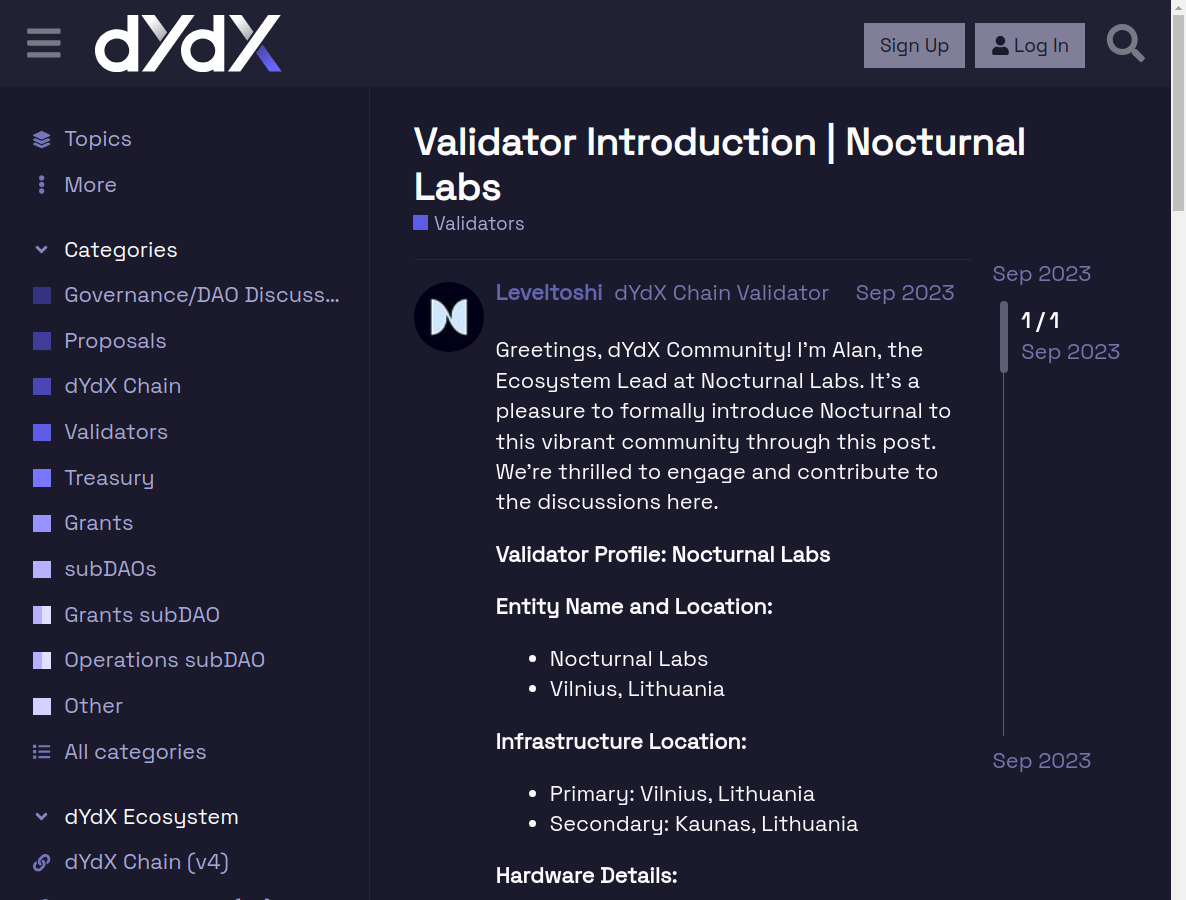 dYdX
Sign Up
Log In
Topics
More
Categories
Governance/DAO Discuss...
Proposals
dYdX Chain
Validators
Treasury
Grants
subDAOs
Grants subDAO
Operations subDAO
Other
All categories
dYdX Ecosystem
dYdX Chain (v4)
Validator Introduction | Nocturnal
Labs
Validators
Leveltoshi dYdX Chain Validator Sep 2023
Greetings, dYdX Community! I’m Alan, the
Ecosystem Lead at Nocturnal Labs. It’s a
pleasure to formally introduce Nocturnal to
this vibrant community through this post.
We’re thrilled to engage and contribute to
the discussions here.
Validator Profile: Nocturnal Labs
Entity Name and Location:
Nocturnal Labs
Vilnius, Lithuania
Infrastructure Location:
Primary: Vilnius, Lithuania
Secondary: Kaunas, Lithuania
Hardware Details:
Sep 2023
1 / 1
Sep 2023
Sep 2023